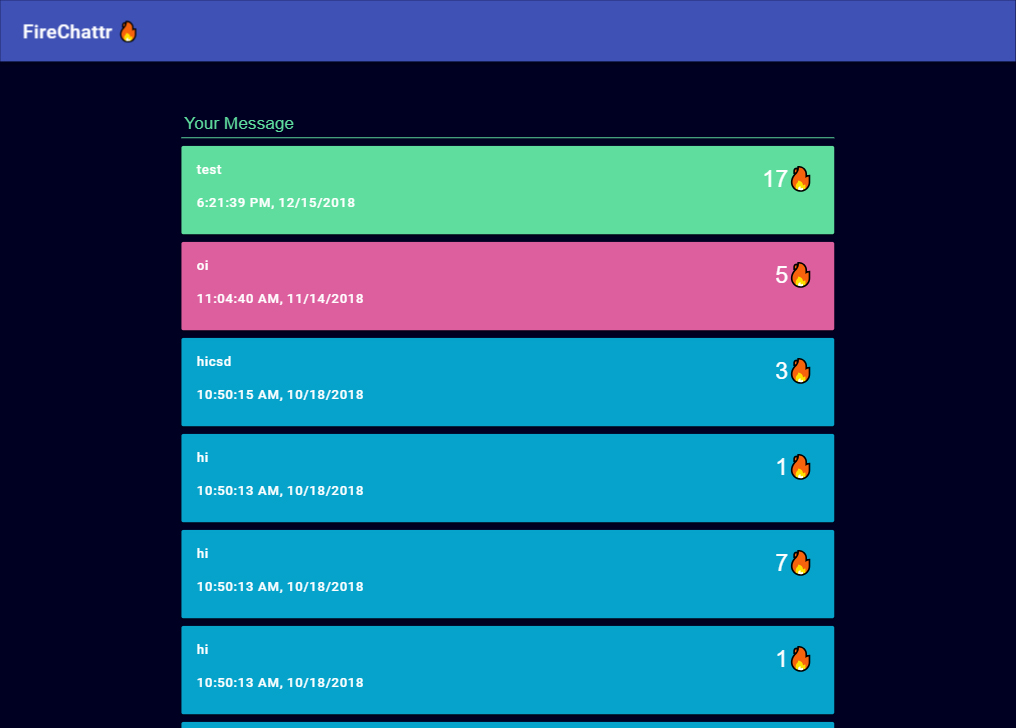 FireChattr 🔥
Your Message
test
17🔥
6:21:39 PM, 12/15/2018
oi
5🔥
11:04:40 AM, 11/14/2018
hicsd
3🔥
10:50:15 AM, 10/18/2018
hi
1🔥
10:50:13 AM, 10/18/2018
hi
7🔥
10:50:13 AM, 10/18/2018
hi
1🔥
10:50:13 AM, 10/18/2018